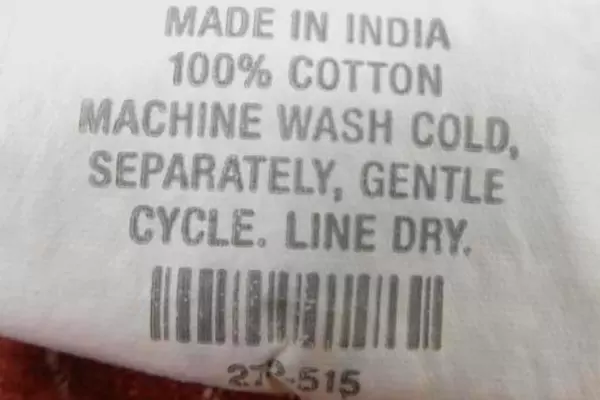 MADE IN INDIA
100% COTTON
MACHINE WASH COLD,
SEPARATELY, GENTLE
CYCLE. LINE DRY.